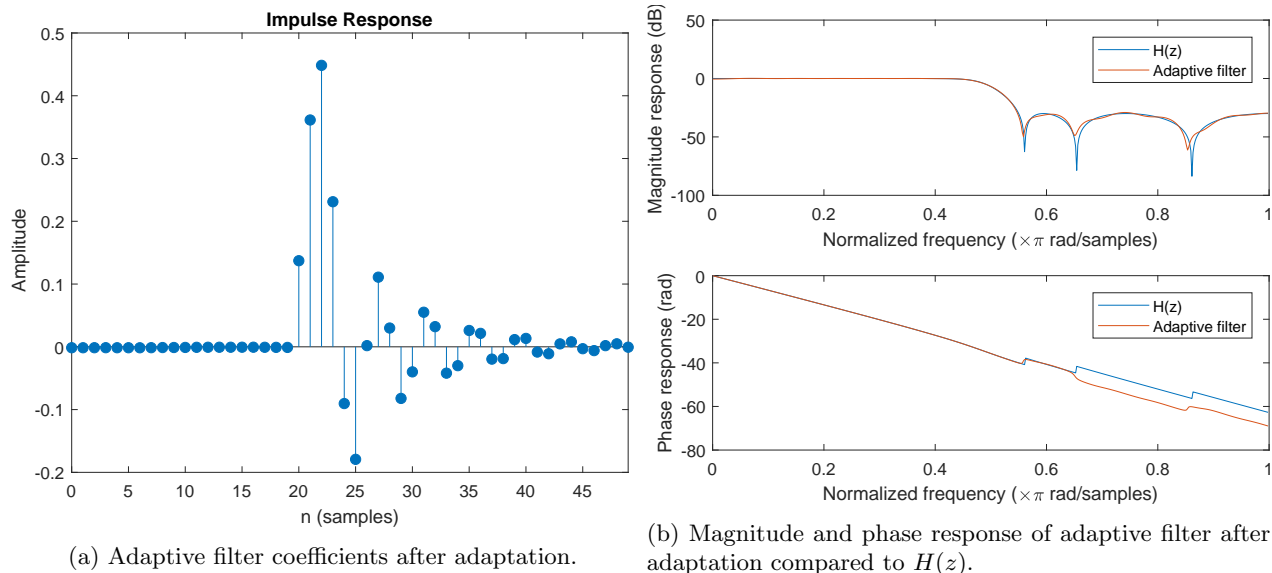 Impulse Response
0.5
0.4
0.3
0.2
0.1
0
-0.1
-0.2
Amplitude
0 5 10 15 20 25 30 35 40 45
n (samples)
(a) Adaptive filter coefficients after adaptation.
50
0
-50
-100
Magnitude response (dB)
H(z)
Adaptive filter
0 0.2 0.4 0.6 0.8 1
Normalized frequency (×π rad/samples)
0
-20
-40
-60
-80
Phase response (rad)
H(z)
Adaptive filter
0 0.2 0.4 0.6 0.8 1
Normalized frequency (×π rad/samples)
(b) Magnitude and phase response of adaptive filter after
adaptation compared to H(z).